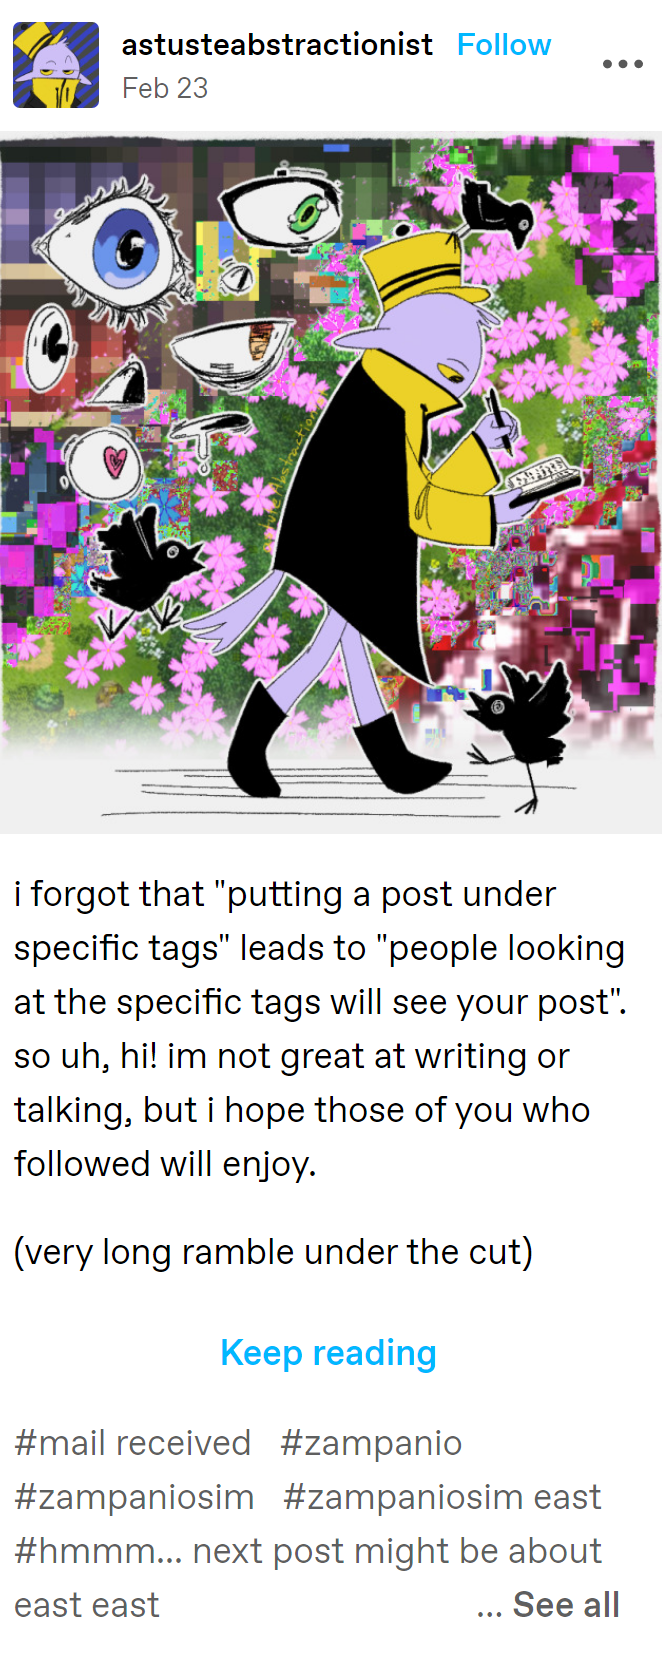 astusteabstractionist Follow
Feb 23
i forgot that "putting a post under
specific tags" leads to "people looking
at the specific tags will see your post".
so uh, hi! im not great at writing or
talking, but i hope those of you who
followed will enjoy.
(very long ramble under the cut)
Keep reading
#mail received #zampanio
#zampaniosim #zampaniosim east
#hmmm... next post might be about
east east ... See all